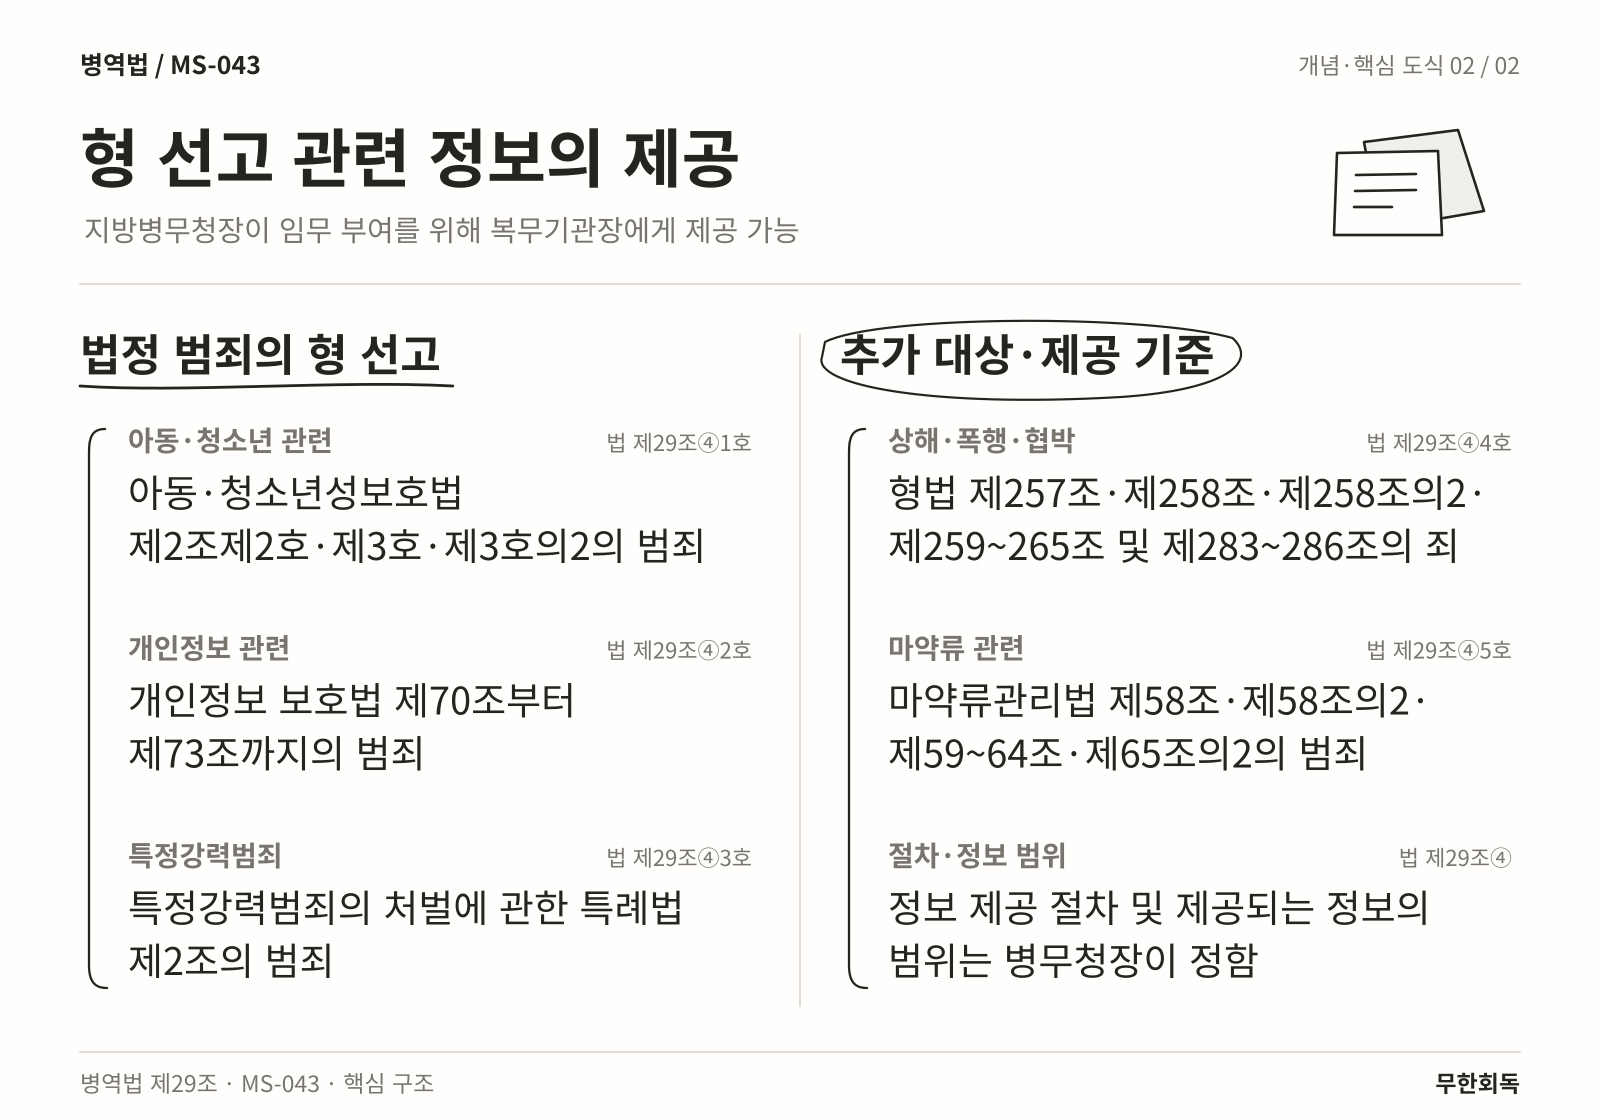 병역법 / MS-043
개념·핵심 도식 02 / 02
형 선고 관련 정보의 제공
지방병무청장이 임무 부여를 위해 복무기관장에게 제공 가능
법정 범죄의 형 선고
아동·청소년 관련
법 제29조④1호
아동·청소년성보호법
제2조제2호·제3호·제3호의2의 범죄
개인정보 관련
법 제29조④2호
개인정보 보호법 제70조부터
제73조까지의 범죄
특정강력범죄
법 제29조④3호
특정강력범죄의 처벌에 관한 특례법
제2조의 범죄
추가 대상·제공 기준
상해·폭행·협박
법 제29조④4호
형법 제257조·제258조·제258조의2·
제259~265조 및 제283~286조의 죄
마약류 관련
법 제29조④5호
마약류관리법 제58조·제58조의2·
제59~64조·제65조의2의 범죄
절차·정보 범위
법 제29조④
정보 제공 절차 및 제공되는 정보의
범위는 병무청장이 정함
병역법 제29조 · MS-043 · 핵심 구조
무한회독